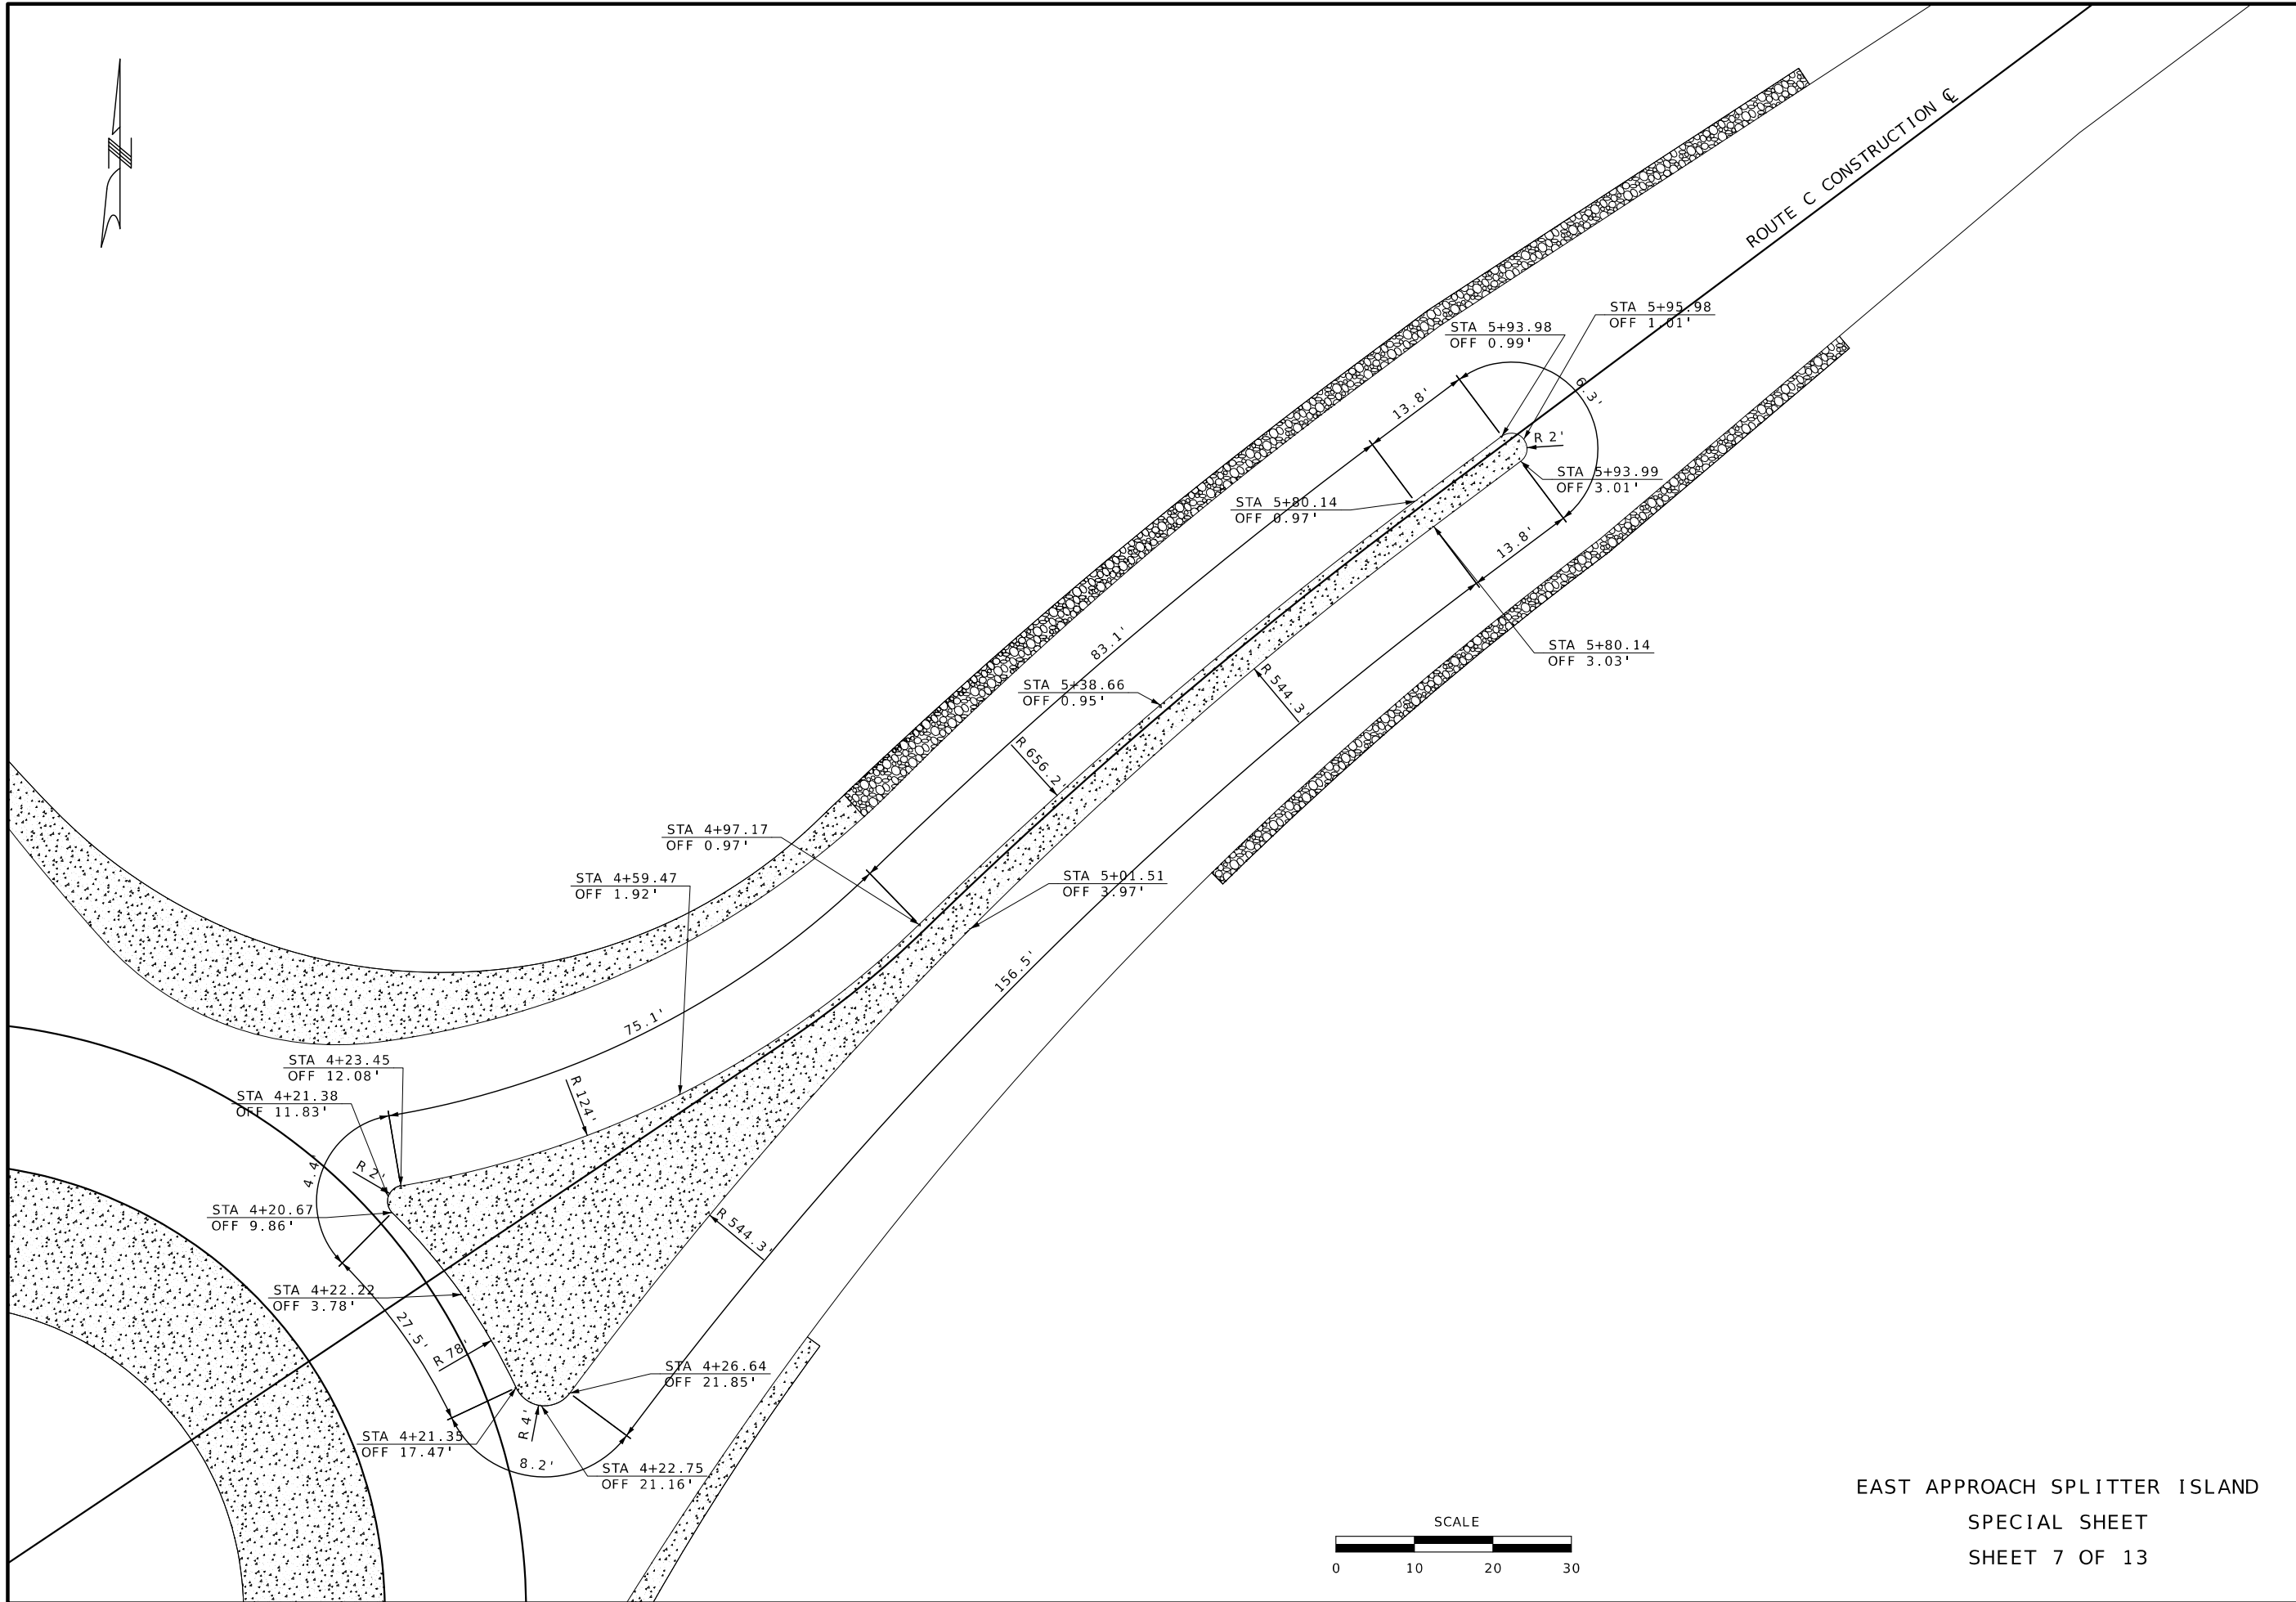 ROUTE C CONSTRUCTION ℄
STA 5+95.98
OFF 1.01'
STA 5+93.98
OFF 0.99'
6.3'
13.8'
R 2'
STA 5+93.99
OFF 3.01'
STA 5+80.14
OFF 0.97'
13.8'
83.1'
STA 5+80.14
OFF 3.03'
STA 5+38.66
OFF 0.95'
R 544.3'
R 656.2'
STA 4+97.17
OFF 0.97'
STA 4+59.47
OFF 1.92'
STA 5+01.51
OFF 3.97'
156.5'
75.1'
STA 4+23.45
OFF 12.08'
STA 4+21.38
OFF 11.83'
R 124'
4.4'
R 2'
STA 4+20.67
OFF 9.86'
R 544.3'
STA 4+22.22
OFF 3.78'
27.5'
R 78'
STA 4+26.64
OFF 21.85'
R 4'
STA 4+21.35
OFF 17.47'
8.2'
STA 4+22.75
OFF 21.16'
N
SCALE
0 10 20 30
EAST APPROACH SPLITTER ISLAND
SPECIAL SHEET
SHEET 7 OF 13